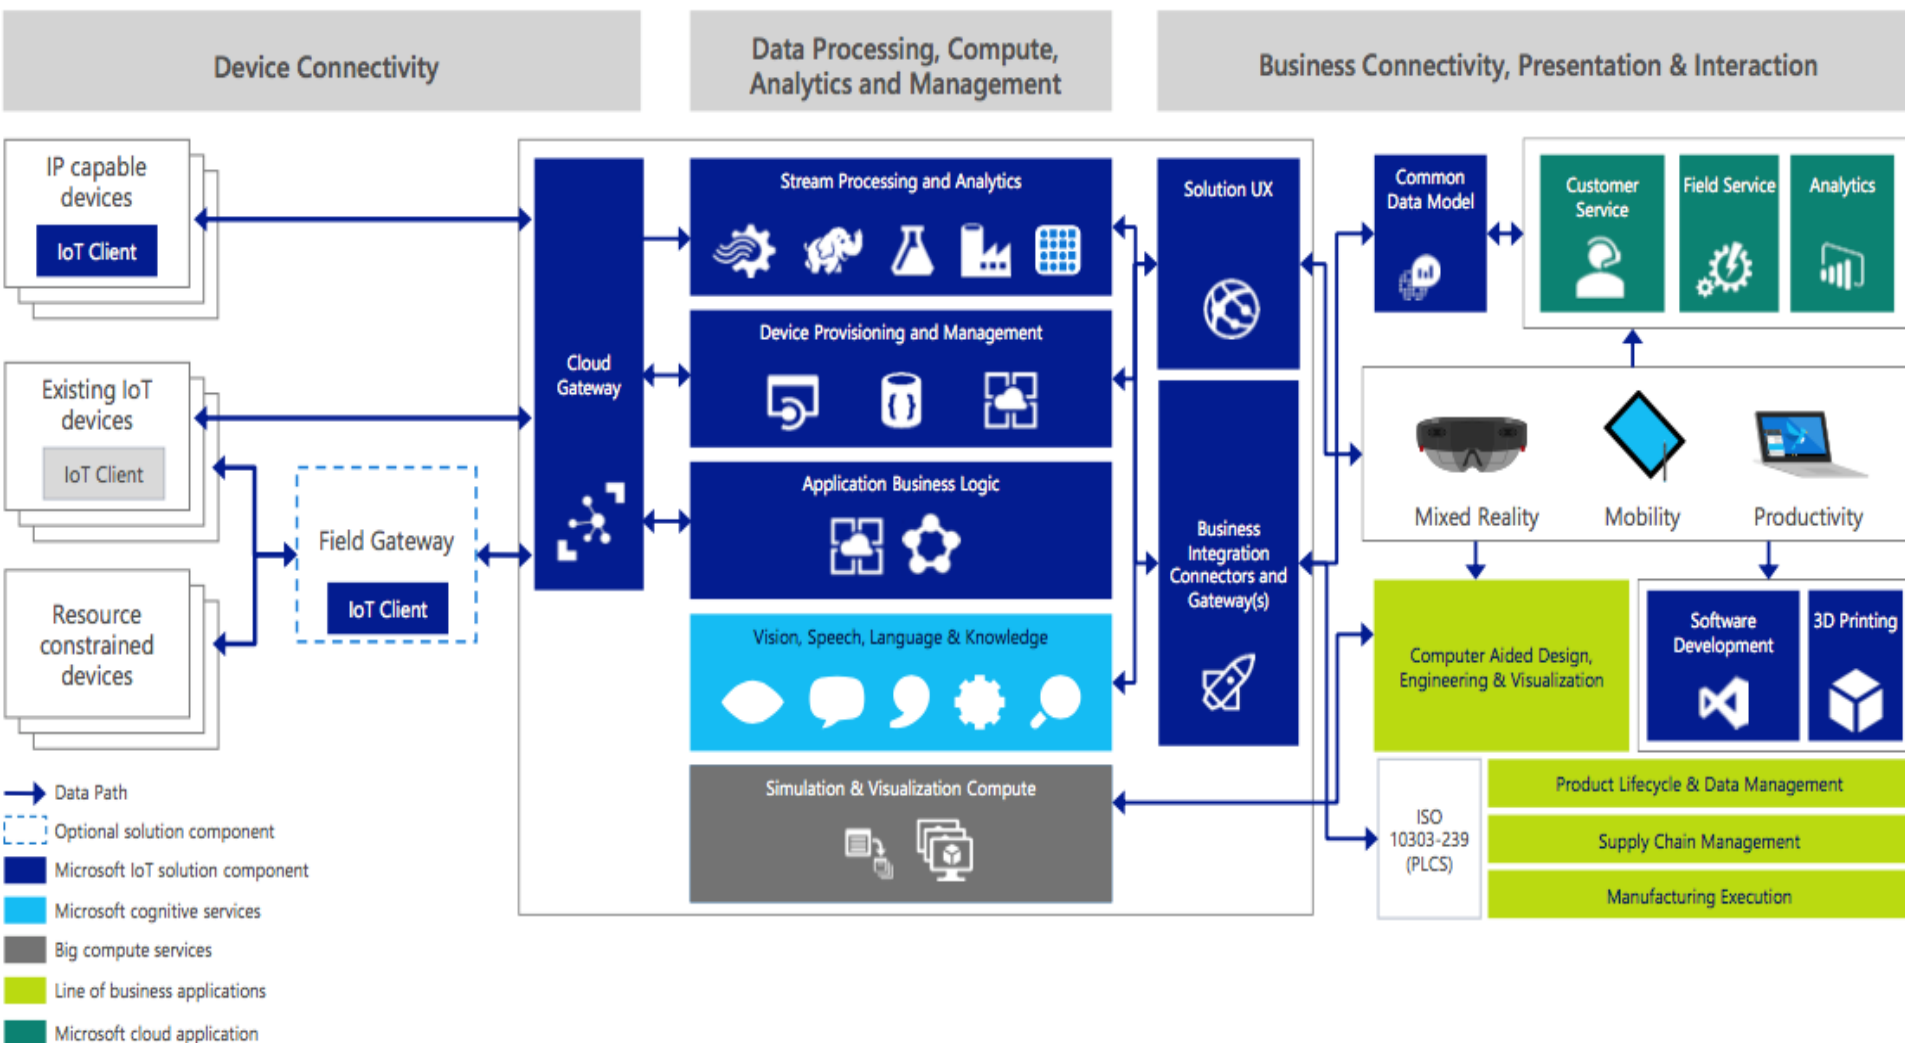 Device Connectivity
Data Processing, Compute,
Analytics and Management
Business Connectivity, Presentation & Interaction
IP capable
devices
IoT Client
Existing IoT
devices
IoT Client
Resource
constrained
devices
Field Gateway
IoT Client
Cloud
Gateway
Stream Processing and Analytics
Device Provisioning and Management
Application Business Logic
Vision, Speech, Language & Knowledge
Simulation & Visualization Compute
Solution UX
Business
Integration
Connectors and
Gateway(s)
Common
Data Model
Customer
Service
Field Service
Analytics
Mixed Reality
Mobility
Productivity
Computer Aided Design,
Engineering & Visualization
Software
Development
3D Printing
ISO
10303-239
(PLCS)
Product Lifecycle & Data Management
Supply Chain Management
Manufacturing Execution
Data Path
Optional solution component
Microsoft IoT solution component
Microsoft cognitive services
Big compute services
Line of business applications
Microsoft cloud application